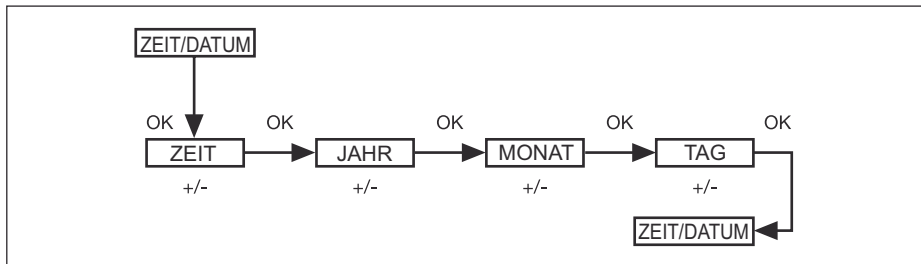 ZEIT/DATUM
OK OK OK OK OK
ZEIT JAHR MONAT TAG
+/- +/- +/- +/-
ZEIT/DATUM